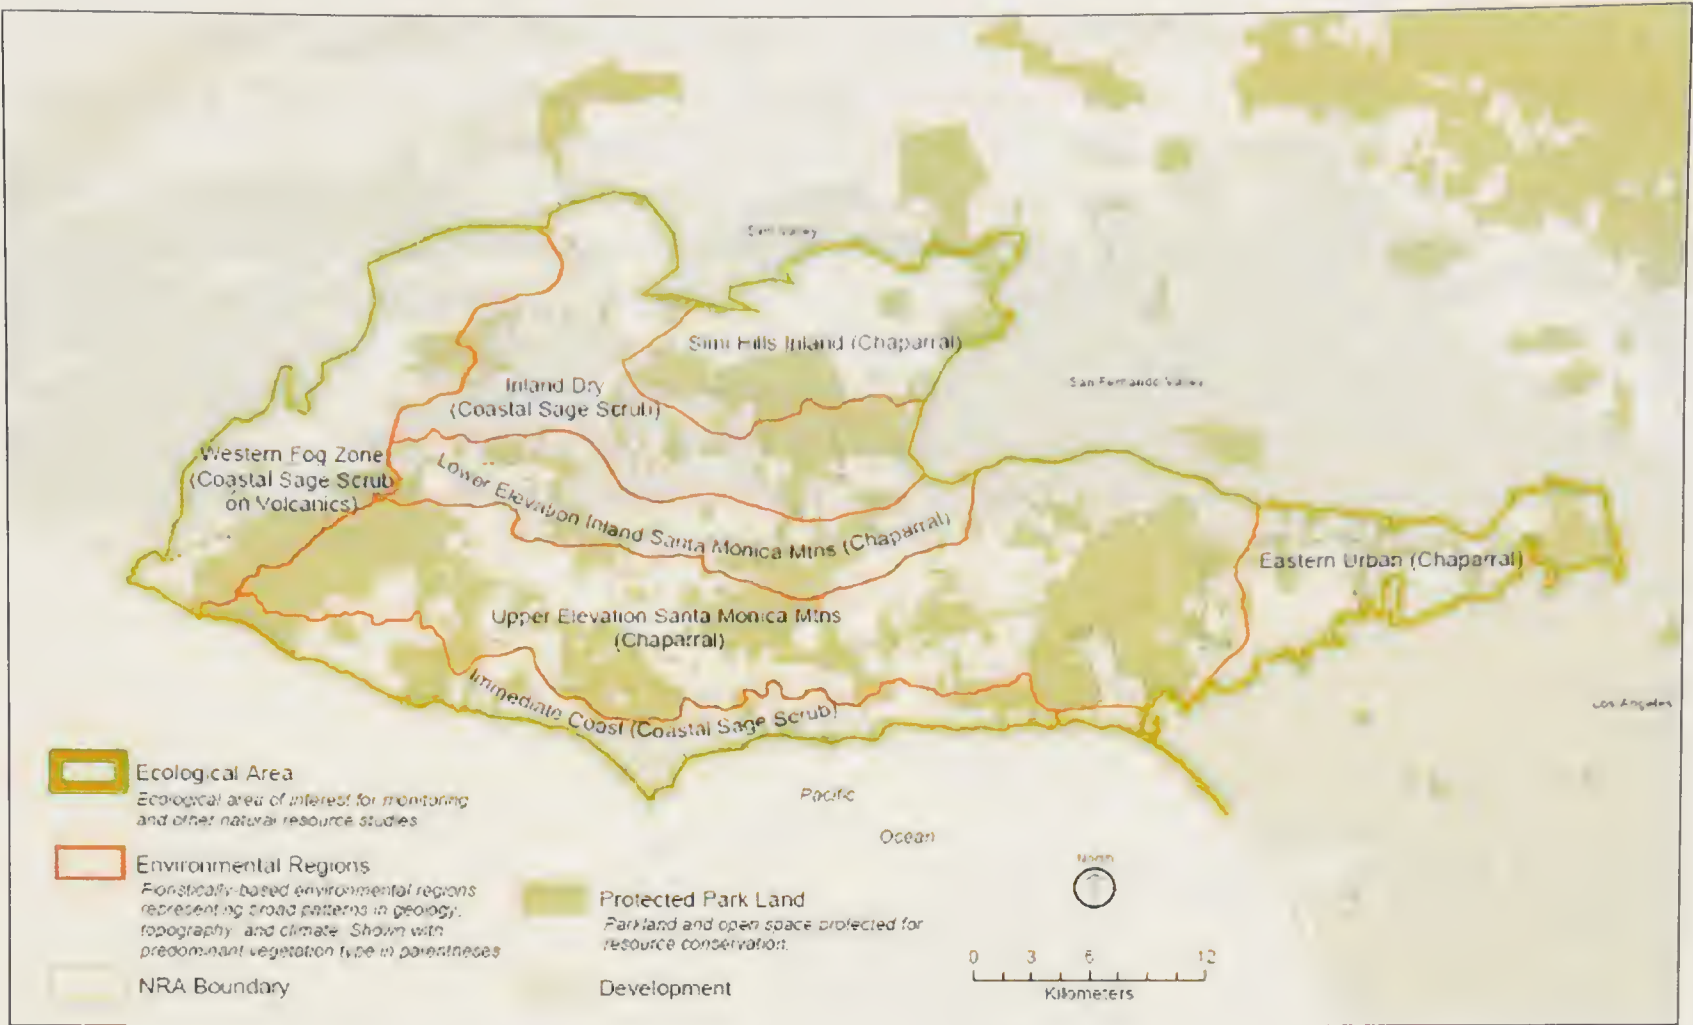 Simi Valley
Simi Hills Inland (Chaparral)
San Fernando Valley
Inland Dry
(Coastal Sage Scrub)
Western Fog Zone
(Coastal Sage Scrub
on Volcanics)
Lower Elevation Inland Santa Monica Mtns (Chaparral)
Eastern Urban (Chaparral)
Upper Elevation Santa Monica Mtns
(Chaparral)
Immediate Coast (Coastal Sage Scrub)
Los Angeles
Pacific
Ocean
Ecological Area
Ecological area of interest for monitoring
and other natural resource studies
Environmental Regions
Floristically-based environmental regions
representing broad patterns in geology,
topography, and climate. Shown with
predominant vegetation type in parentheses
NRA Boundary
Protected Park Land
Parkland and open space protected for
resource conservation.
Development
North
0 3 6 12
Kilometers